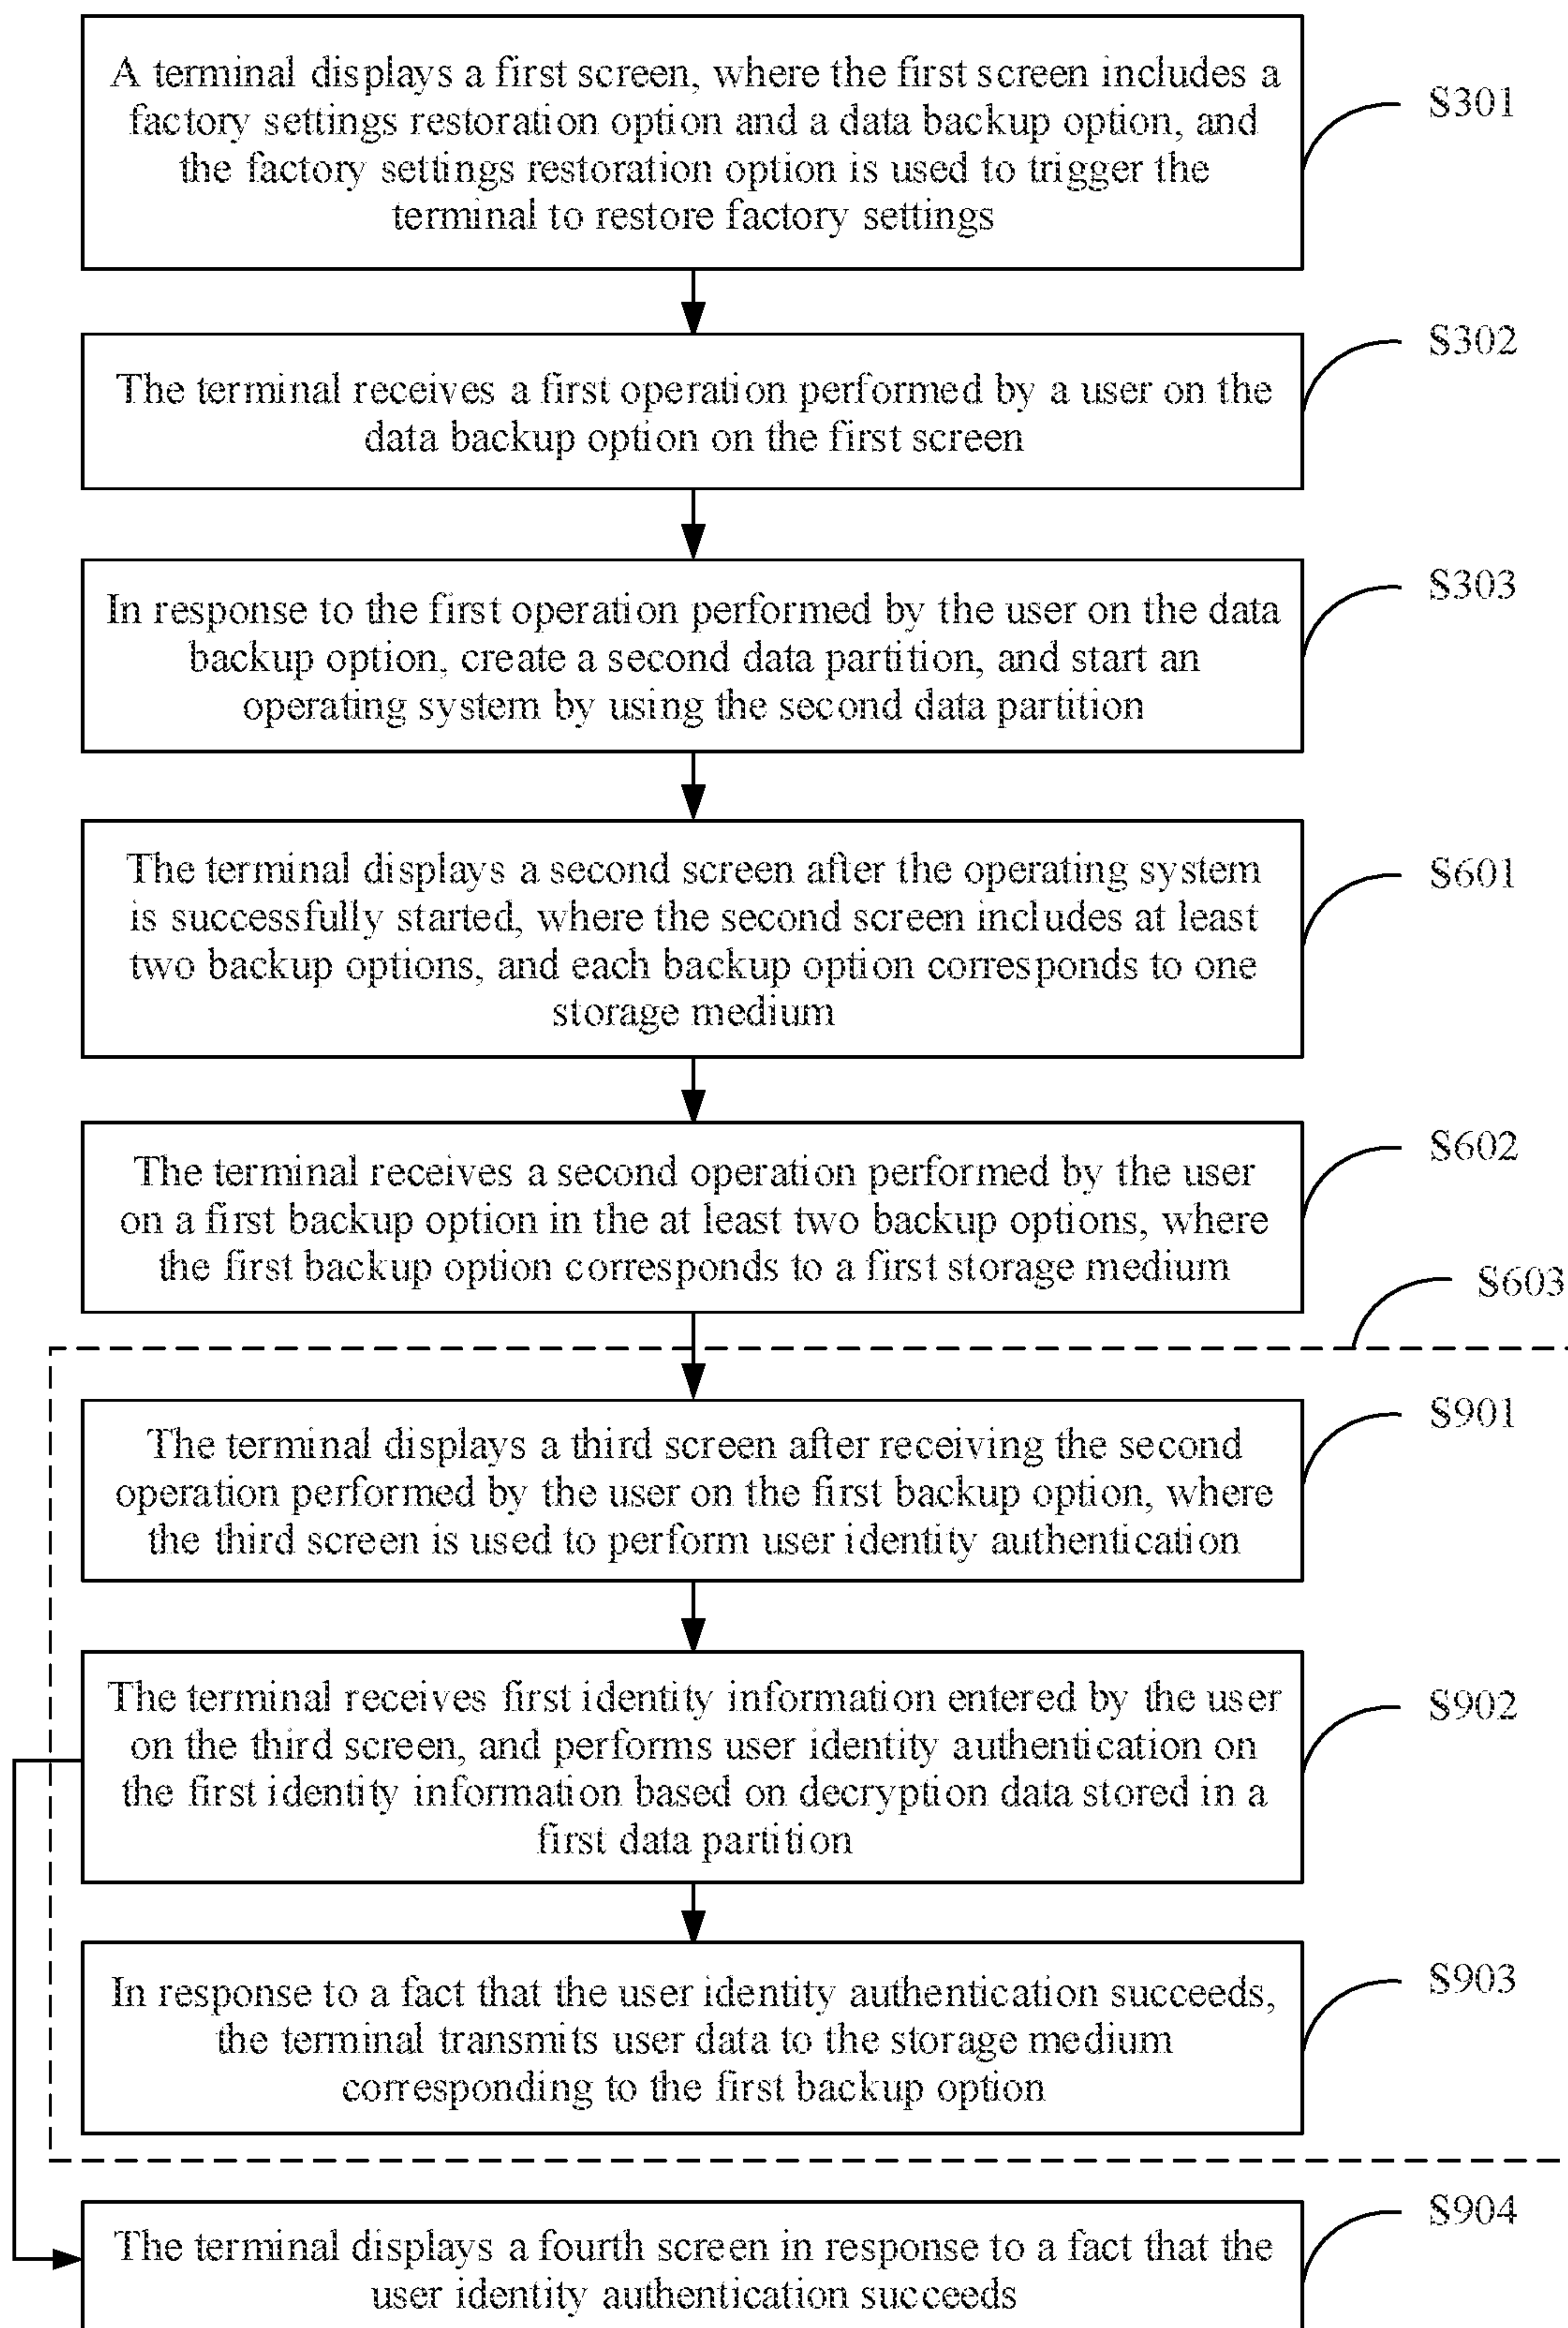 A terminal displays a first screen, where the first screen includes a
factory settings restoration option and a data backup option, and
the factory settings restoration option is used to trigger the
terminal to restore factory settings
S301
The terminal receives a first operation performed by a user on the
data backup option on the first screen
S302
In response to the first operation performed by the user on the data
backup option, create a second data partition, and start an
operating system by using the second data partition
S303
The terminal displays a second screen after the operating system
is successfully started, where the second screen includes at least
two backup options, and each backup option corresponds to one
storage medium
S601
The terminal receives a second operation performed by the user
on a first backup option in the at least two backup options, where
the first backup option corresponds to a first storage medium
S602
S603
The terminal displays a third screen after receiving the second
operation performed by the user on the first backup option, where
the third screen is used to perform user identity authentication
S901
The terminal receives first identity information entered by the user
on the third screen, and performs user identity authentication on
the first identity information based on decryption data stored in a
first data partition
S902
In response to a fact that the user identity authentication succeeds,
the terminal transmits user data to the storage medium
corresponding to the first backup option
S903
The terminal displays a fourth screen in response to a fact that the
user identity authentication succeeds
S904